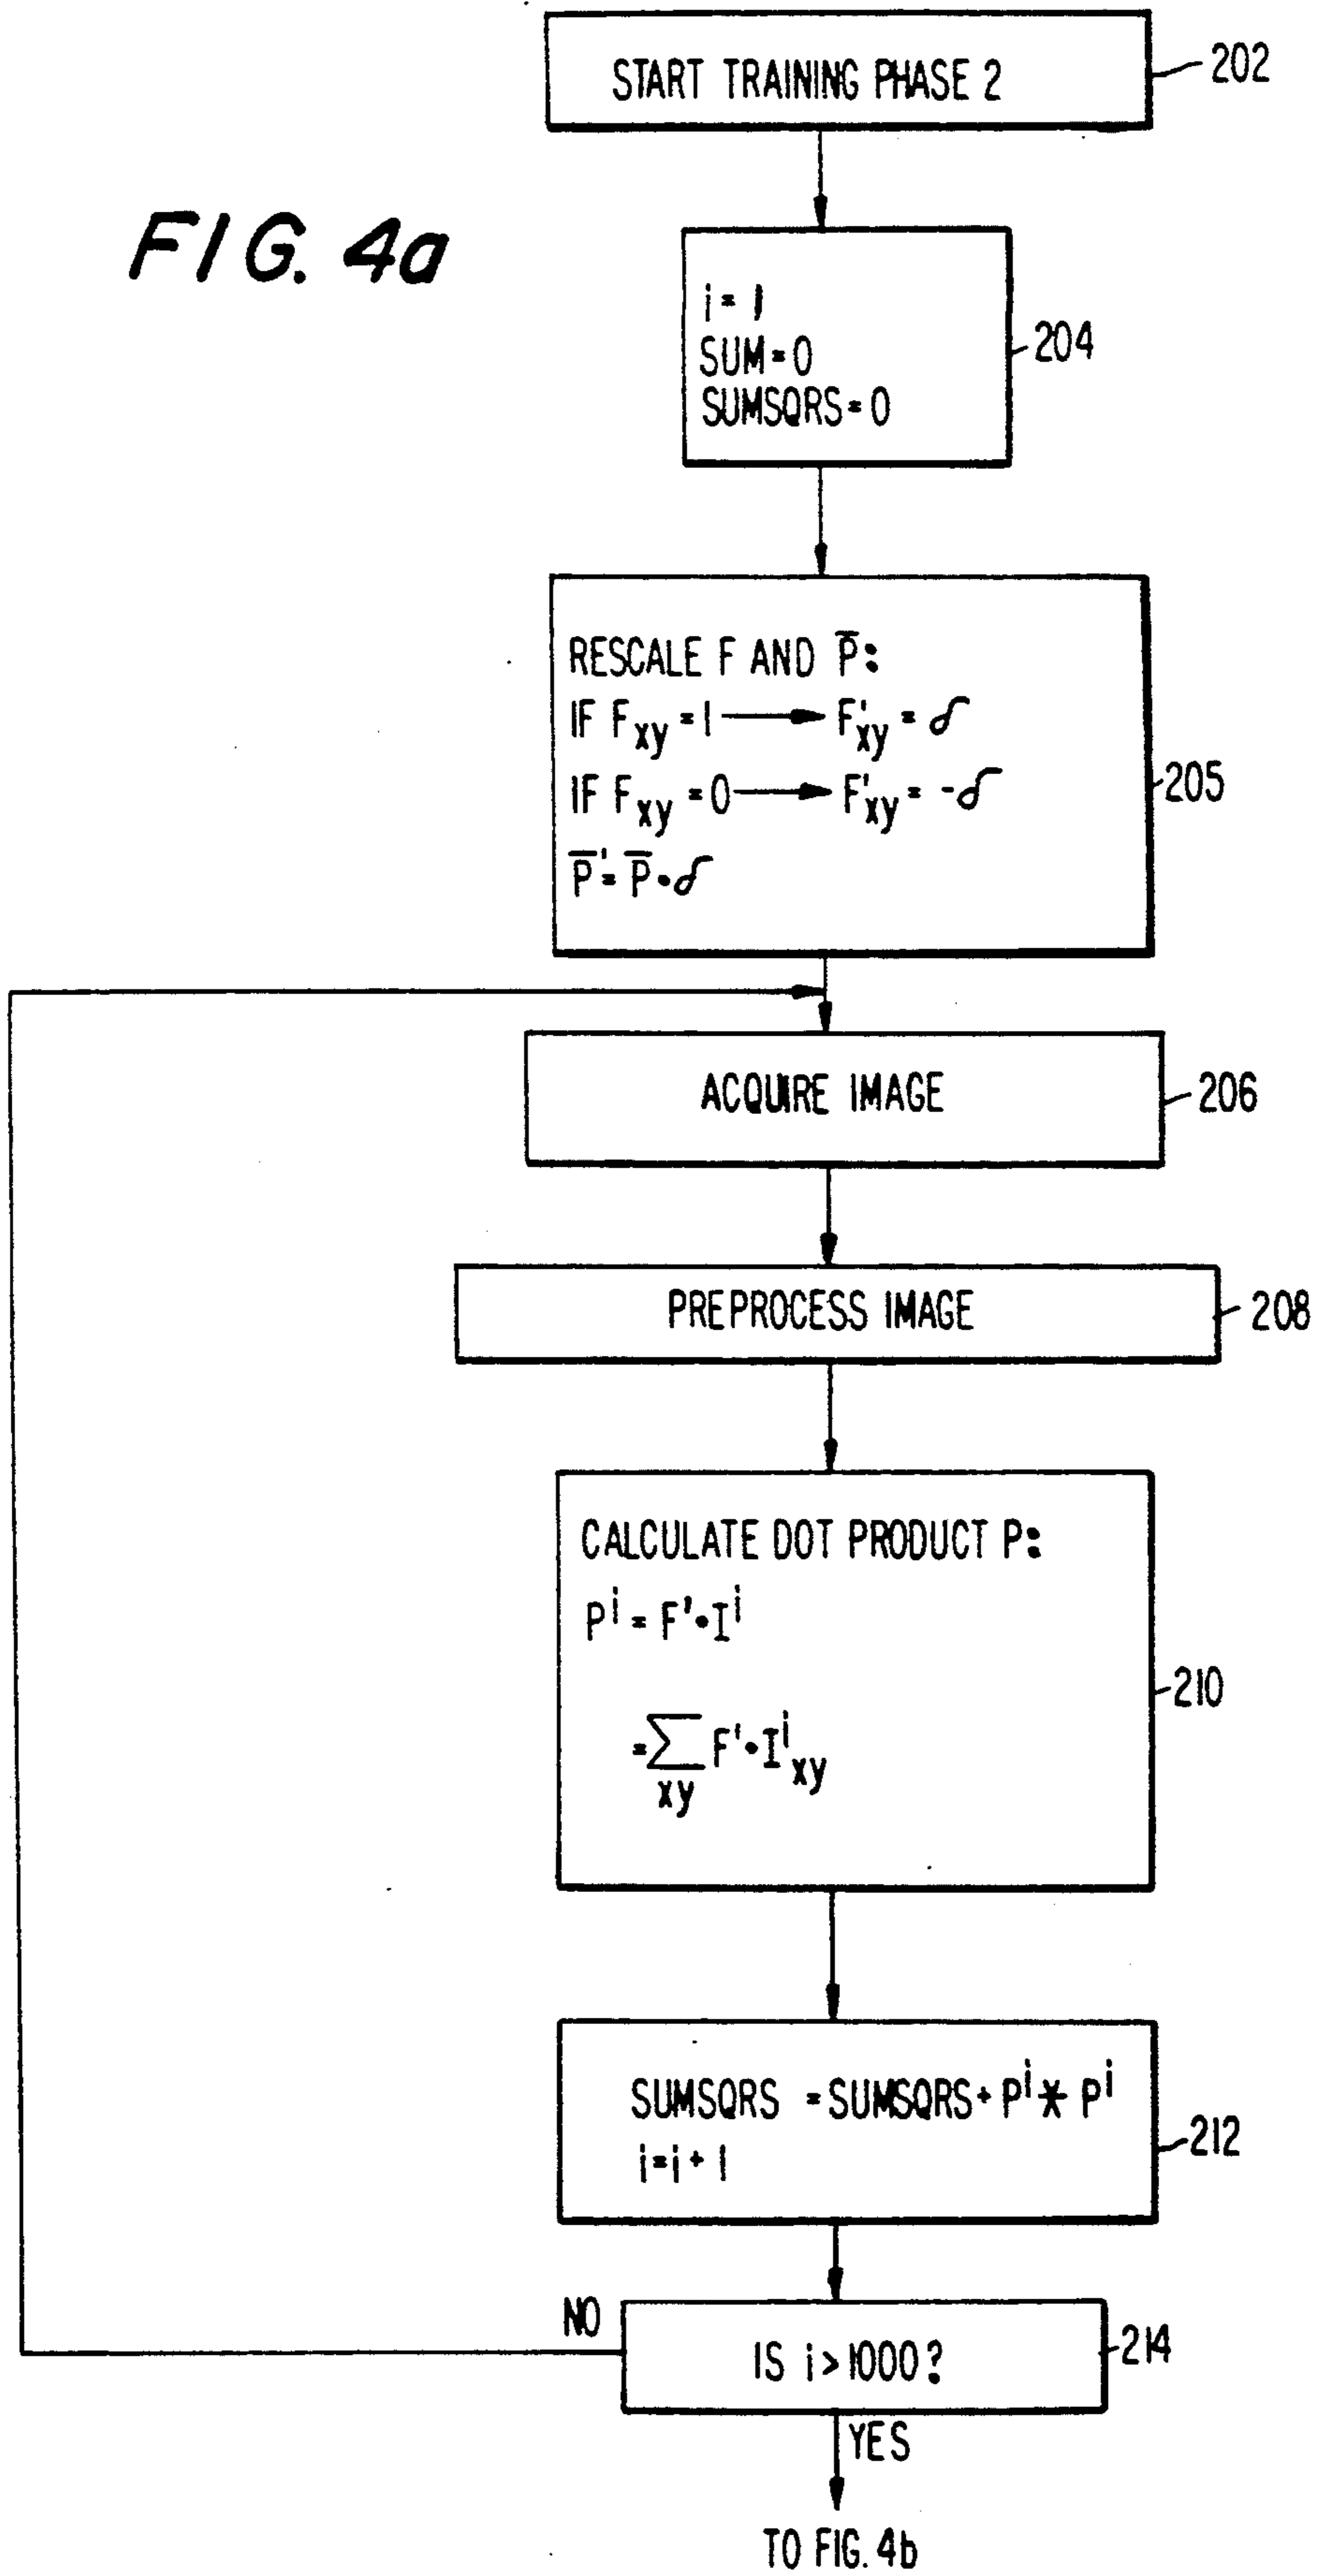 FIG. 4a
START TRAINING PHASE 2
202
i = 1
SUM = 0
SUMSQRS = 0
204
RESCALE F AND P̅:
IF Fxy = 1 → F'xy = δ
IF Fxy = 0 → F'xy = -δ
P̅' = P̅ • δ
205
ACQUIRE IMAGE
206
PREPROCESS IMAGE
208
CALCULATE DOT PRODUCT P:
Pⁱ = F' • Iⁱ
= ∑xy F' • Iⁱxy
210
SUMSQRS = SUMSQRS + Pⁱ * Pⁱ
i = i + 1
212
NO
IS i > 1000?
214
YES
TO FIG. 4b